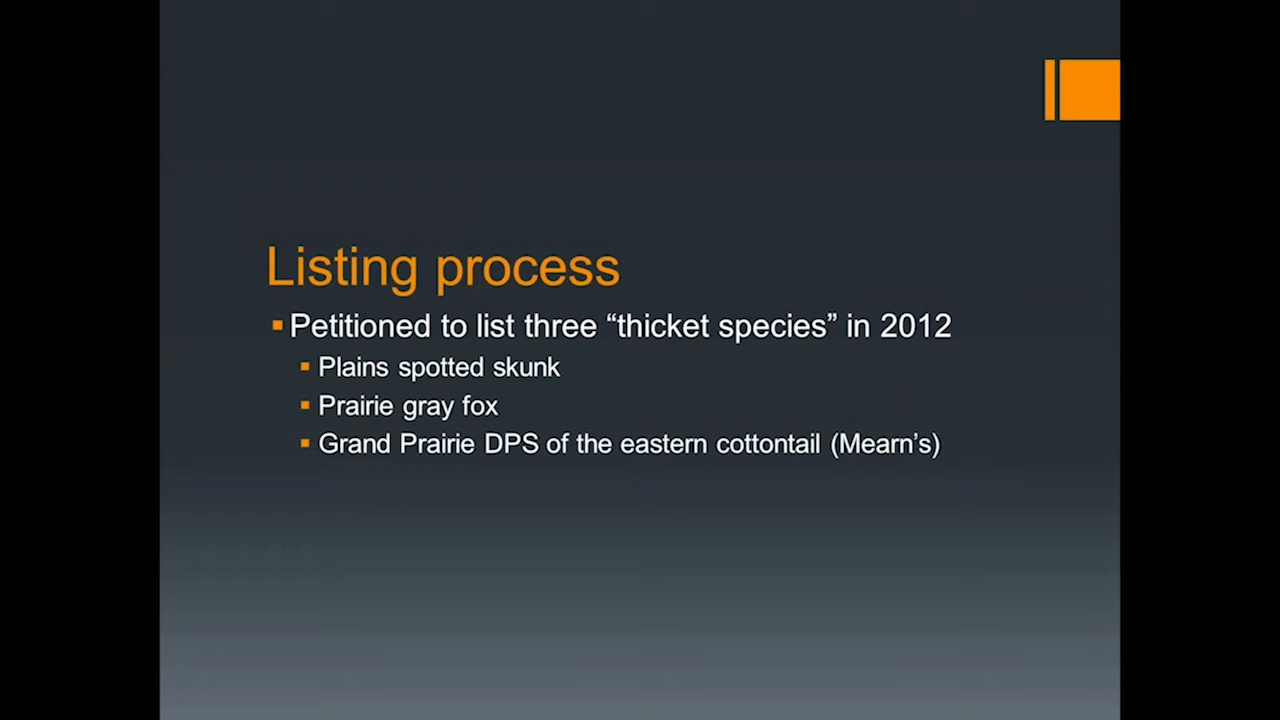 Listing process
Petitioned to list three “thicket species” in 2012
Plains spotted skunk
Prairie gray fox
Grand Prairie DPS of the eastern cottontail (Mearn’s)